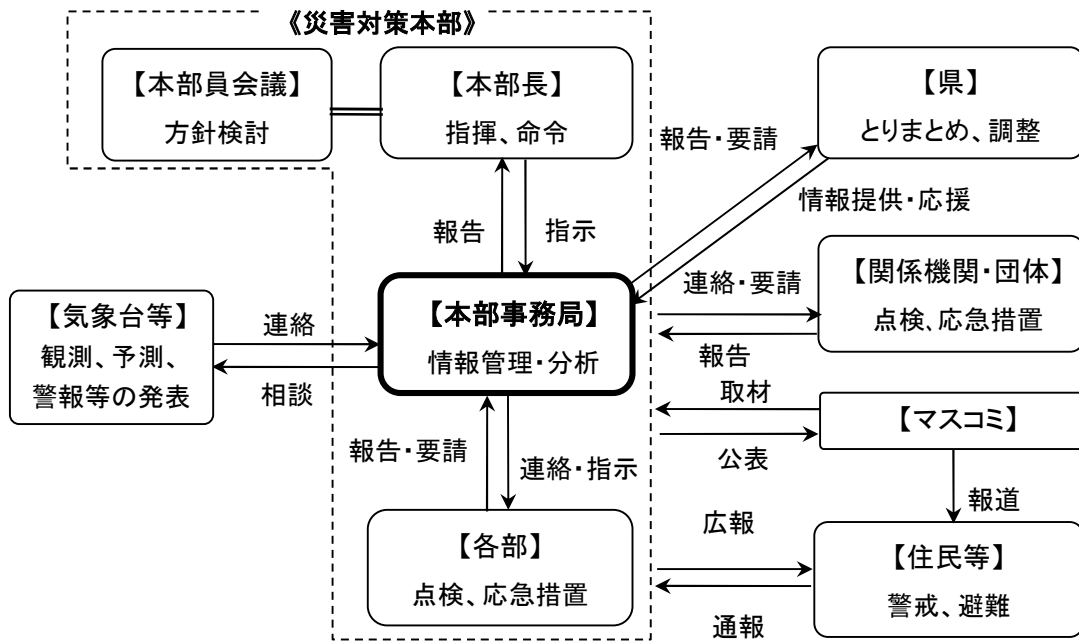 《災害対策本部》
【本部員会議】
方針検討
【本部長】
指揮、命令
【県】
とりまとめ、調整
報告・要請
情報提供・応援
報告
指示
【関係機関・団体】
点検、応急措置
連絡・要請
報告
【気象台等】
観測、予測、
警報等の発表
連絡
相談
【本部事務局】
情報管理・分析
取材
公表
【マスコミ】
報道
報告・要請
連絡・指示
【各部】
点検、応急措置
広報
通報
【住民等】
警戒、避難